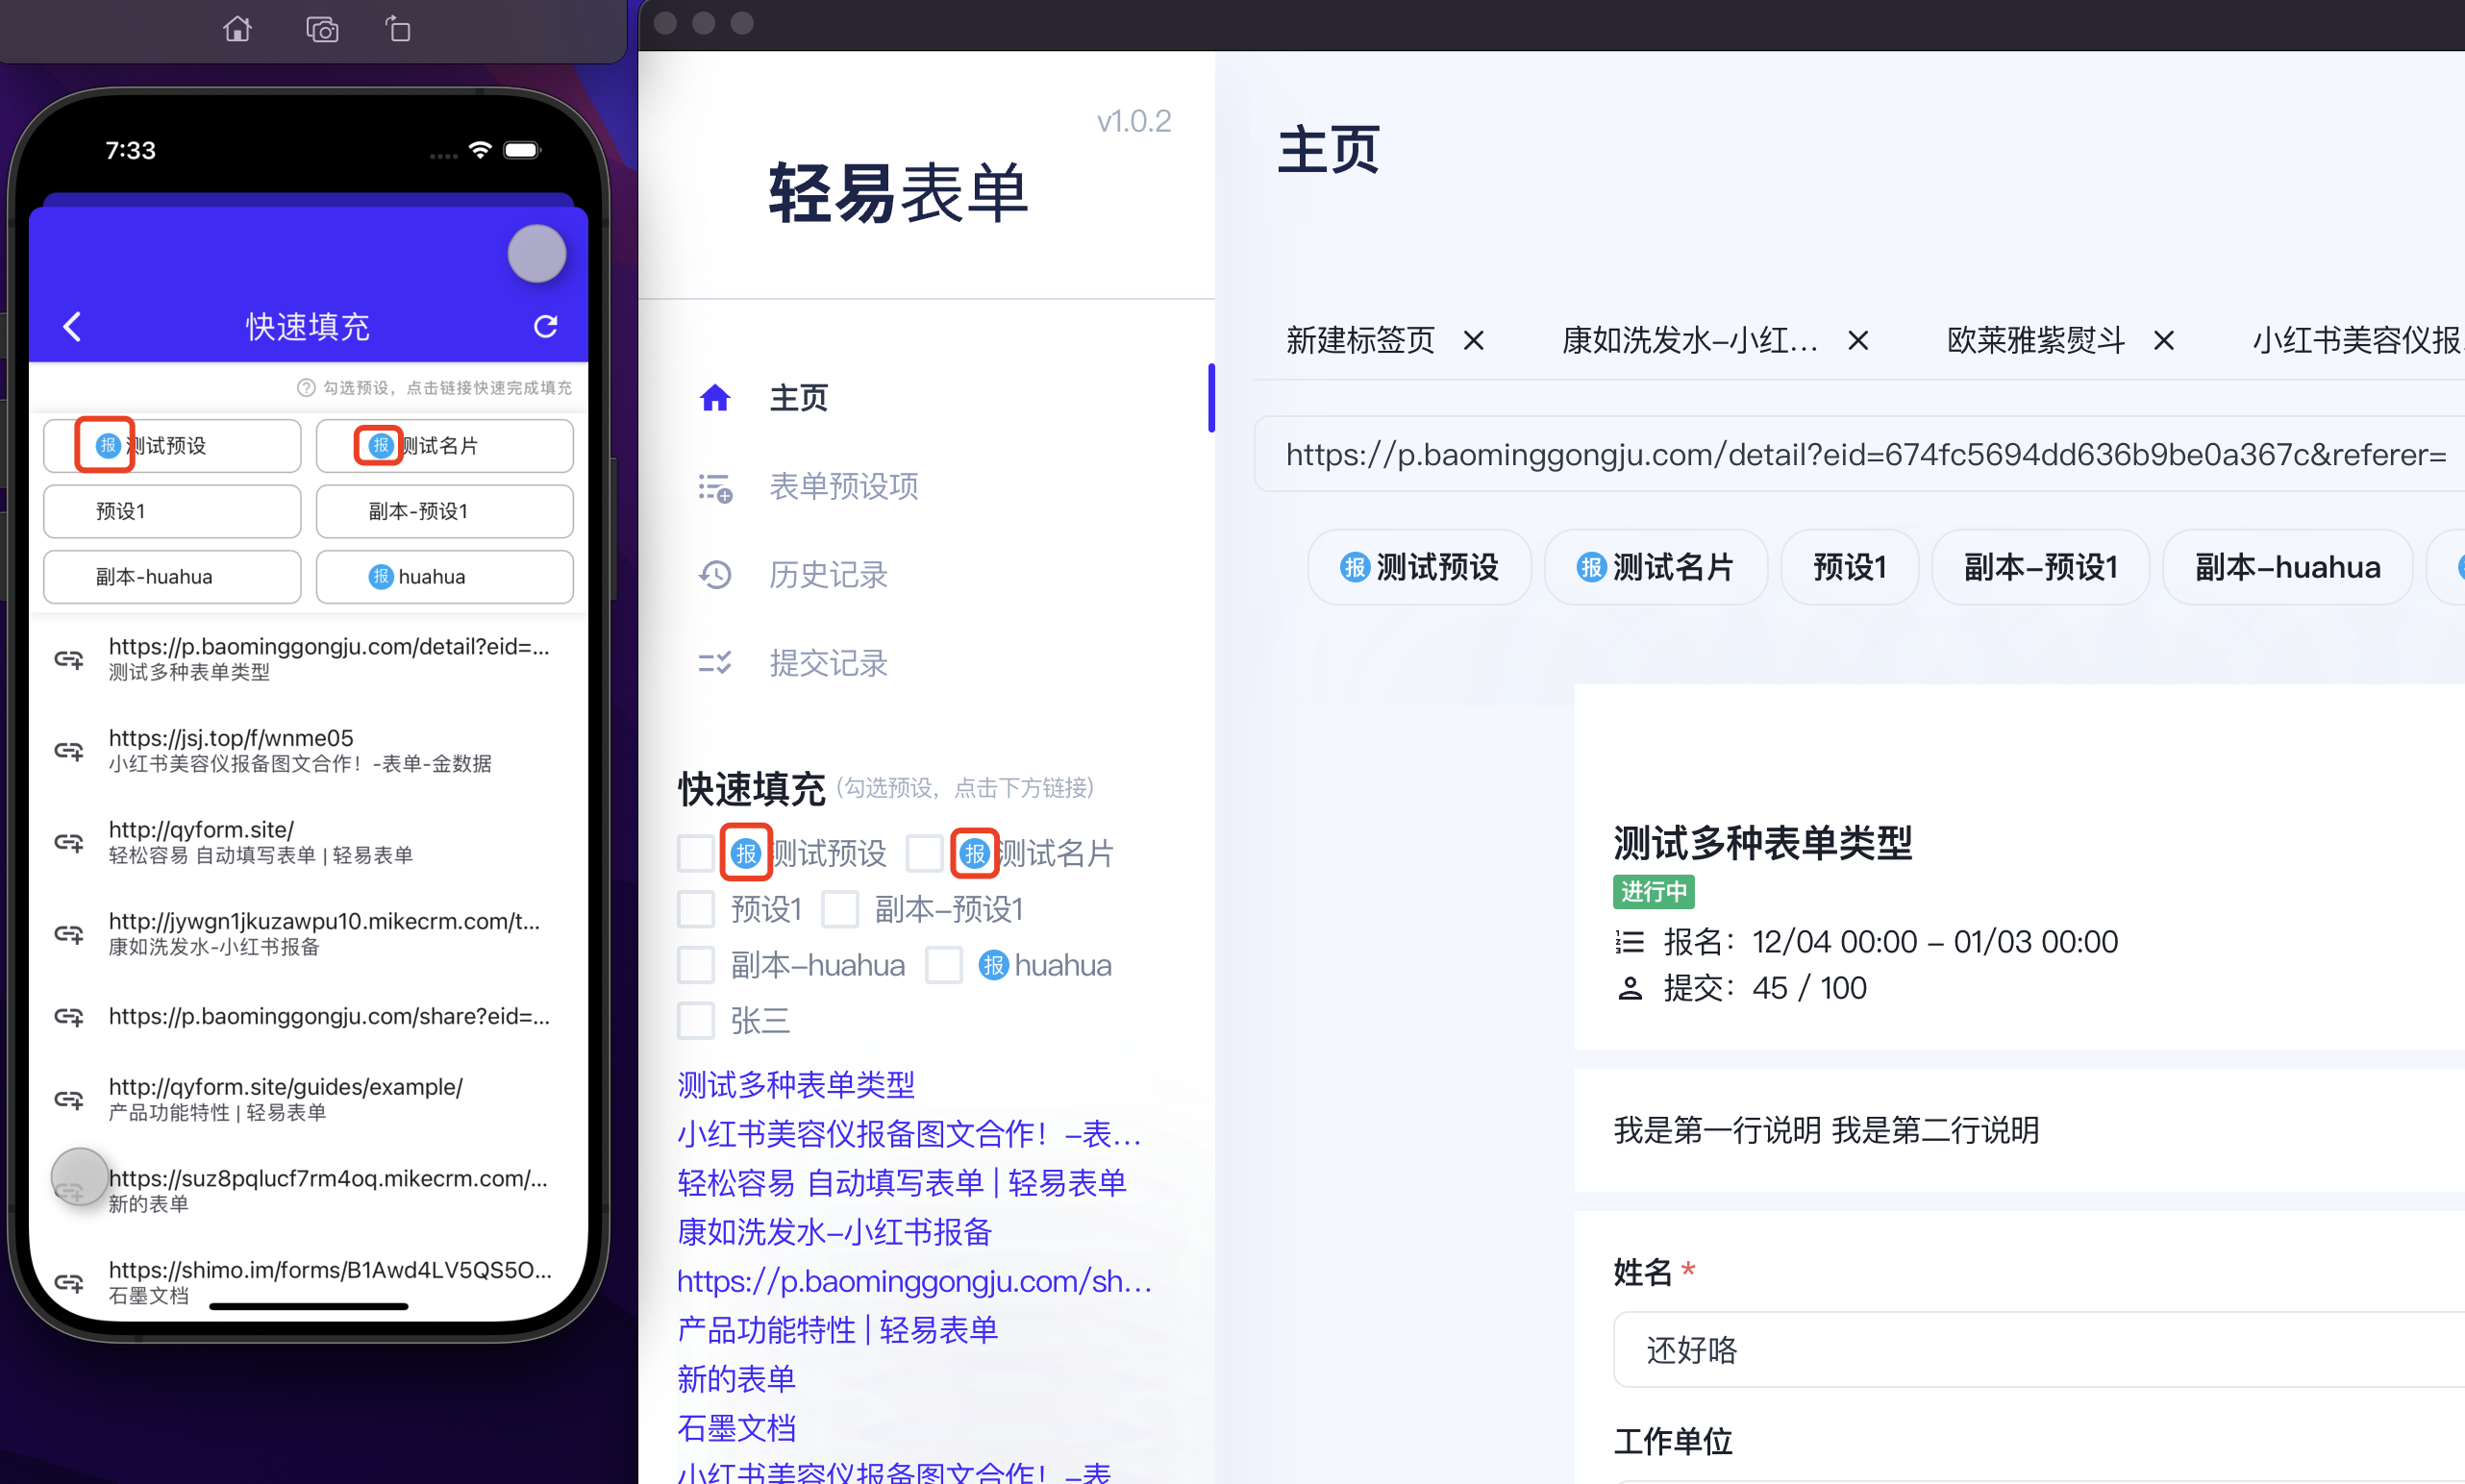 7:33
快速填充
勾选预设，点击链接快速完成填充
报 测试预设
报 测试名片
预设1
副本-预设1
副本-huahua
报 huahua
https://p.baominggongju.com/detail?eid=...
测试多种表单类型
https://jsj.top/f/wnme05
小红书美容仪报备图文合作！-表单-金数据
http://qyform.site/
轻松容易 自动填写表单 | 轻易表单
http://jywgn1jkuzawpu10.mikecrm.com/t...
康如洗发水-小红书报备
https://p.baominggongju.com/share?eid=...
http://qyform.site/guides/example/
产品功能特性 | 轻易表单
https://suz8pqlucf7rm4oq.mikecrm.com/...
新的表单
https://shimo.im/forms/B1Awd4LV5QS5O...
石墨文档
v1.0.2
轻易表单
主页
表单预设项
历史记录
提交记录
快速填充 (勾选预设，点击下方链接)
报 测试预设 报 测试名片
预设1 副本-预设1
副本-huahua 报 huahua
张三
测试多种表单类型
小红书美容仪报备图文合作！-表...
轻松容易 自动填写表单 | 轻易表单
康如洗发水-小红书报备
https://p.baominggongju.com/sh...
产品功能特性 | 轻易表单
新的表单
石墨文档
小红书美容仪报备图文合作！-表
主页
新建标签页 康如洗发水-小红... 欧莱雅紫熨斗 小红书美容仪报
https://p.baominggongju.com/detail?eid=674fc5694dd636b9be0a367c&referer=
报 测试预设 报 测试名片 预设1 副本-预设1 副本-huahua
测试多种表单类型
进行中
报名：12/04 00:00 - 01/03 00:00
提交：45 / 100
我是第一行说明 我是第二行说明
姓名 *
还好咯
工作单位